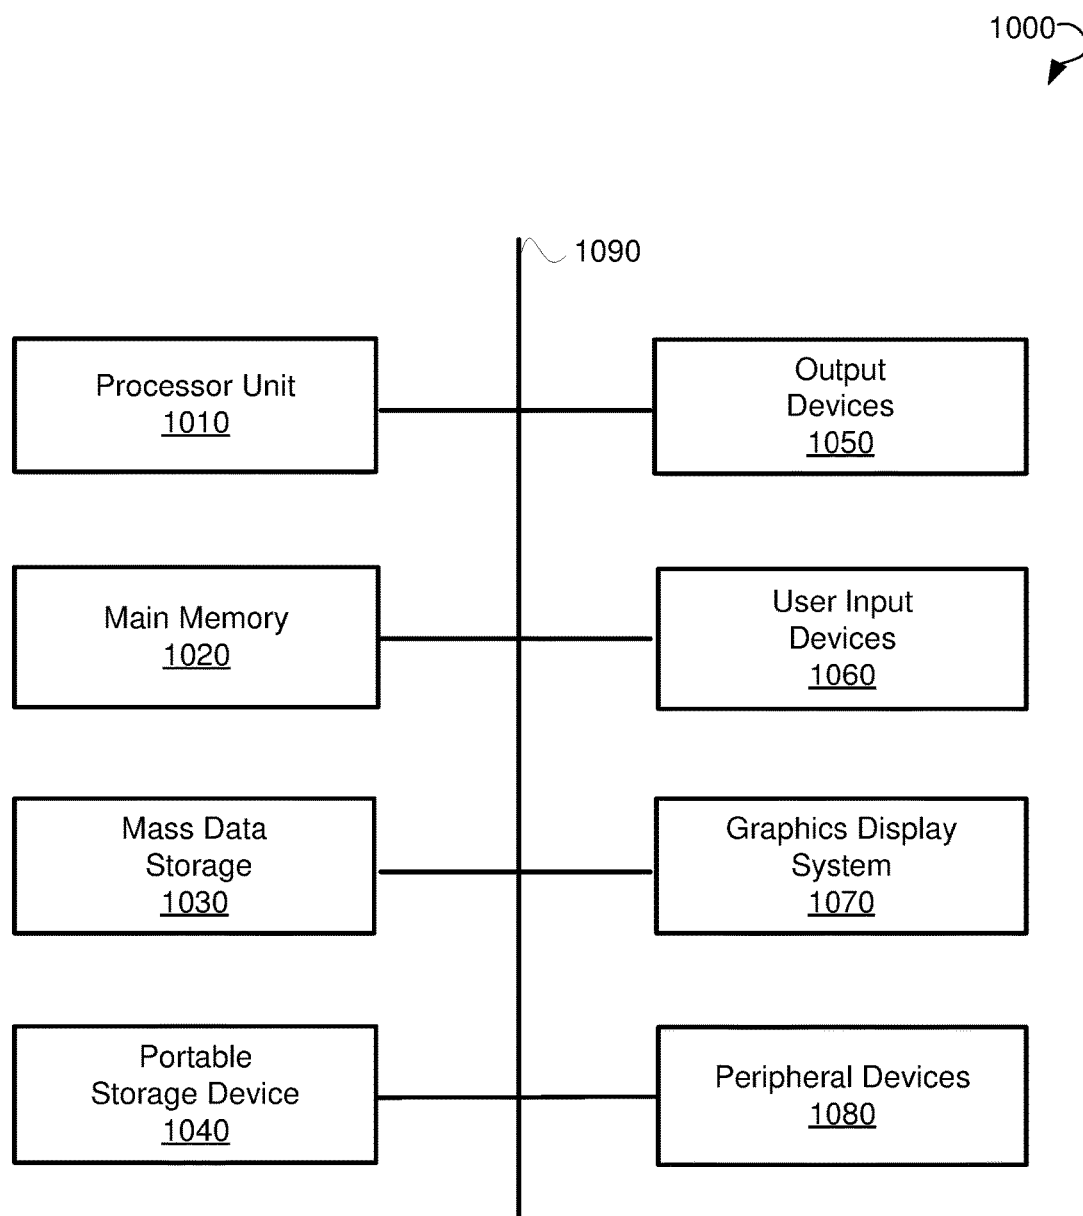 1000
1090
Processor Unit
1010
Output
Devices
1050
Main Memory
1020
User Input
Devices
1060
Mass Data
Storage
1030
Graphics Display
System
1070
Portable
Storage Device
1040
Peripheral Devices
1080